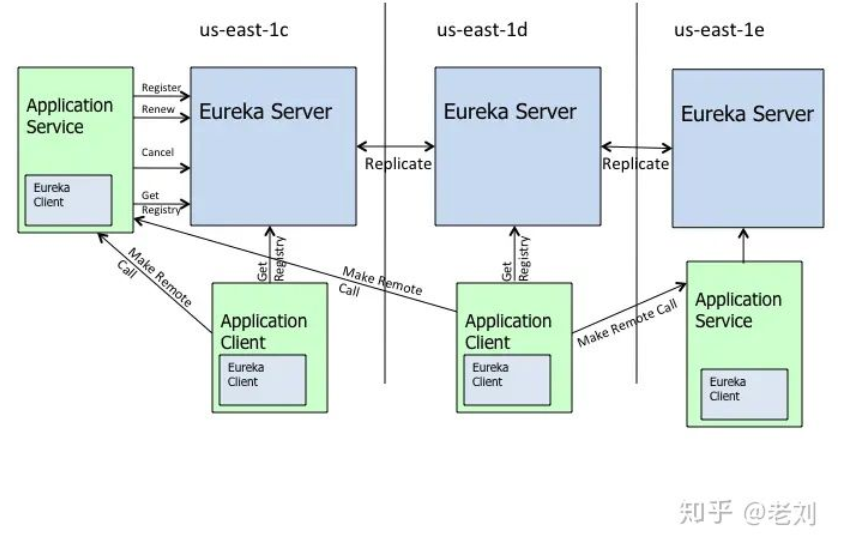 us-east-1c
us-east-1d
us-east-1e
Application
Service
Eureka
Client
Register
Renew
Cancel
Get
Registry
Eureka Server
Replicate
Eureka Server
Replicate
Eureka Server
Make Remote
Call
Get
Registry
Make Remote
Call
Get
Registry
Make Remote Call
Application
Client
Eureka
Client
Application
Client
Eureka
Client
Application
Service
Eureka
Client
知乎 @老刘